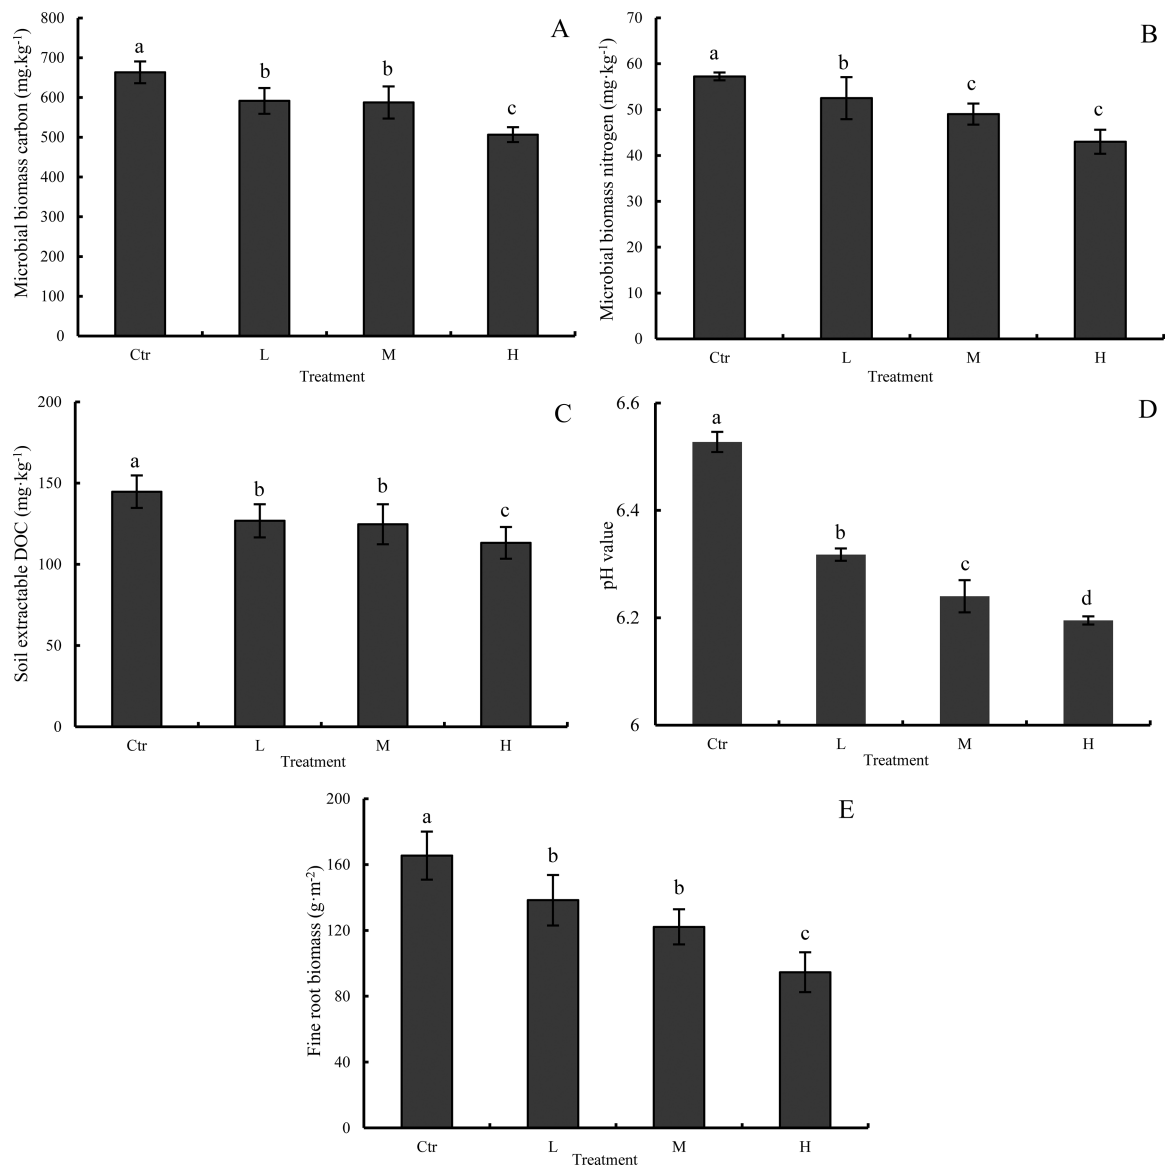 A
Microbial biomass carbon (mg.kg⁻¹)
800
700
600
500
400
300
200
100
0
a
b
b
c
Ctr
L
M
H
Treatment
B
Microbial biomass nitrogen (mg·kg⁻¹)
70
60
50
40
30
20
10
0
a
b
c
c
Ctr
L
M
H
Treatment
C
Soil extractable DOC (mg·kg⁻¹)
200
150
100
50
0
a
b
b
c
Ctr
L
M
H
Treatment
D
pH value
6.6
6.4
6.2
6
a
b
c
d
Ctr
L
M
H
Treatment
E
Fine root biomass (g·m⁻²)
200
160
120
80
40
0
a
b
b
c
Ctr
L
M
H
Treatment